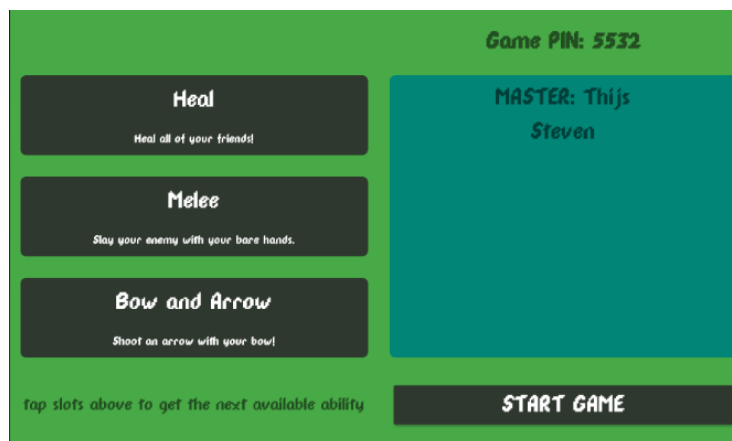 Game PIN: 5532
Heal
Heal all of your friends!
Melee
Slay your enemy with your bare hands.
Bow and Arrow
Shoot an arrow with your bow!
tap slots above to get the next available ability
MASTER: Thijs
Steven
START GAME